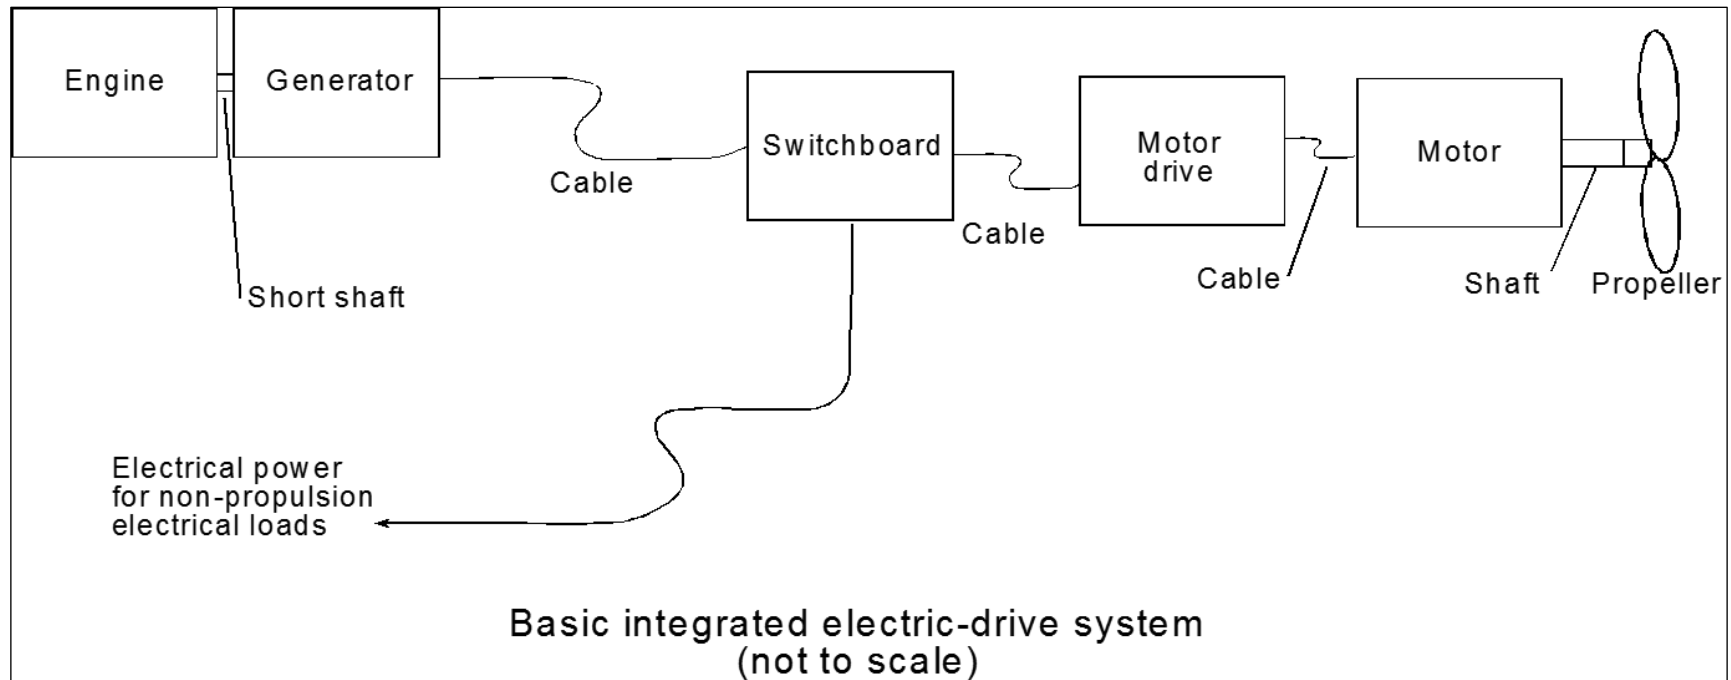 Engine
Generator
Switchboard
Motor
drive
Motor
Cable
Cable
Cable
Shaft
Propeller
Short shaft
Electrical power
for non-propulsion
electrical loads
Basic integrated electric-drive system
(not to scale)